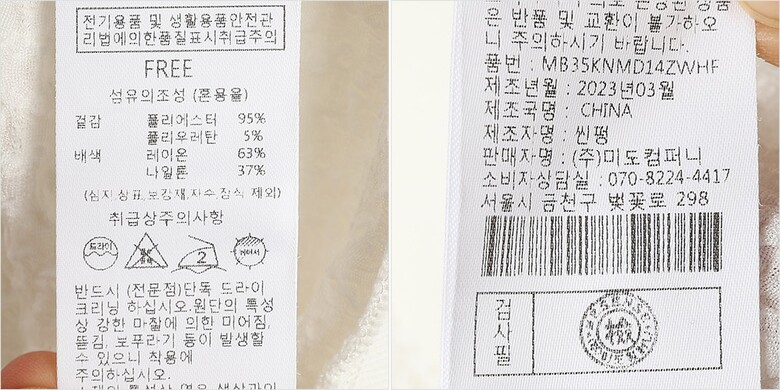 전기용품 및 생활용품안전관
리법에의한품질표시취급주의
FREE
섬유의조성 (혼용율)
겉감 폴리에스터 95%
폴리우레탄 5%
배색 레이온 63%
나일론 37%
(심지,상표,보강재,자수,장식 제외)
취급상주의사항
드라이
2
반드시 (전문점)단독 드라이
크리닝 하십시오.원단의 특성
상 강한 마찰에 의한 미어짐,
뜯김, 보푸라기 등이 발생할
수 있으니 착용에
주의하십시오.
은 반품 및 교환이 불가하오
니 주의하시기 바랍니다.
품번 : MB35KNMD14ZWHF
제조년월 : 2023년03월
제조국명 : CHINA
제조자명 : 씬펑
판매자명 : (주)미도컴퍼니
소비자상담실 : 070-8224-4417
서울시 금천구 벚꽃로 298
검사필